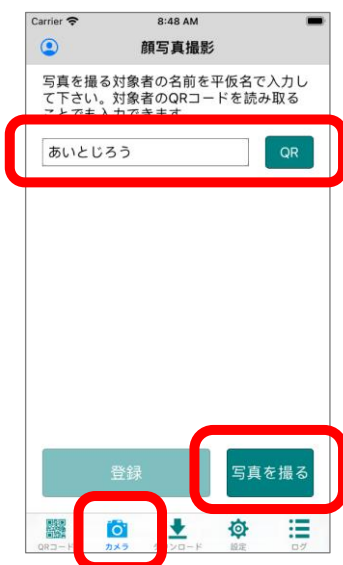 Carrier 8:48 AM
顔写真撮影
写真を撮る対象者の名前を平仮名で入力し
て下さい。対象者のQRコードを読み取る
ことでも入力できます
あいとじろう QR
登録 写真を撮る
QRコード カメラ ダウンロード 設定 ログ